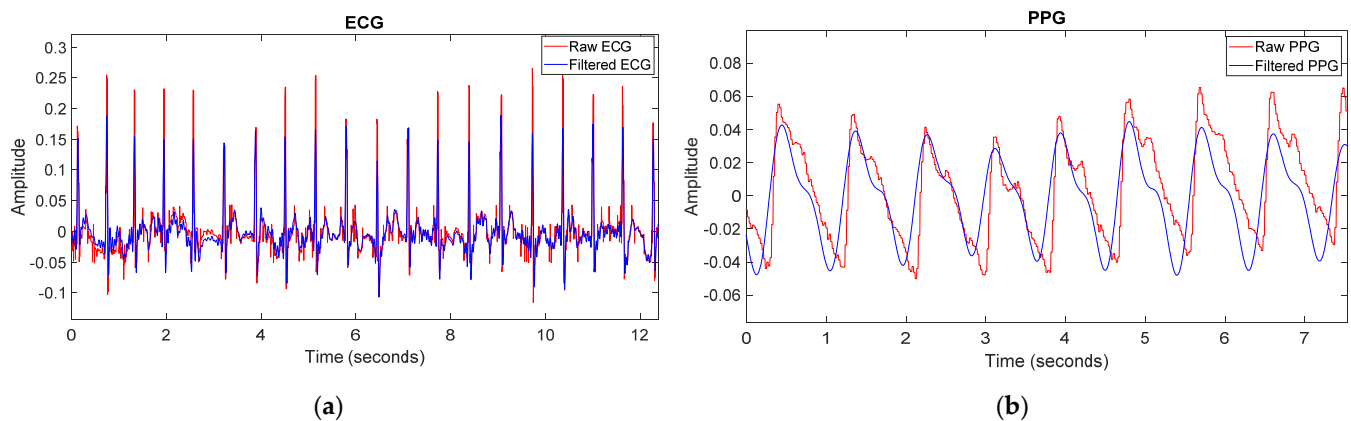 ECG
0.3
0.25
0.2
0.15
0.1
0.05
0
-0.05
-0.1
Amplitude
Raw ECG
Filtered ECG
0 2 4 6 8 10 12
Time (seconds)
(a)
PPG
0.08
0.06
0.04
0.02
0
-0.02
-0.04
-0.06
Amplitude
Raw PPG
Filtered PPG
0 1 2 3 4 5 6 7
Time (seconds)
(b)